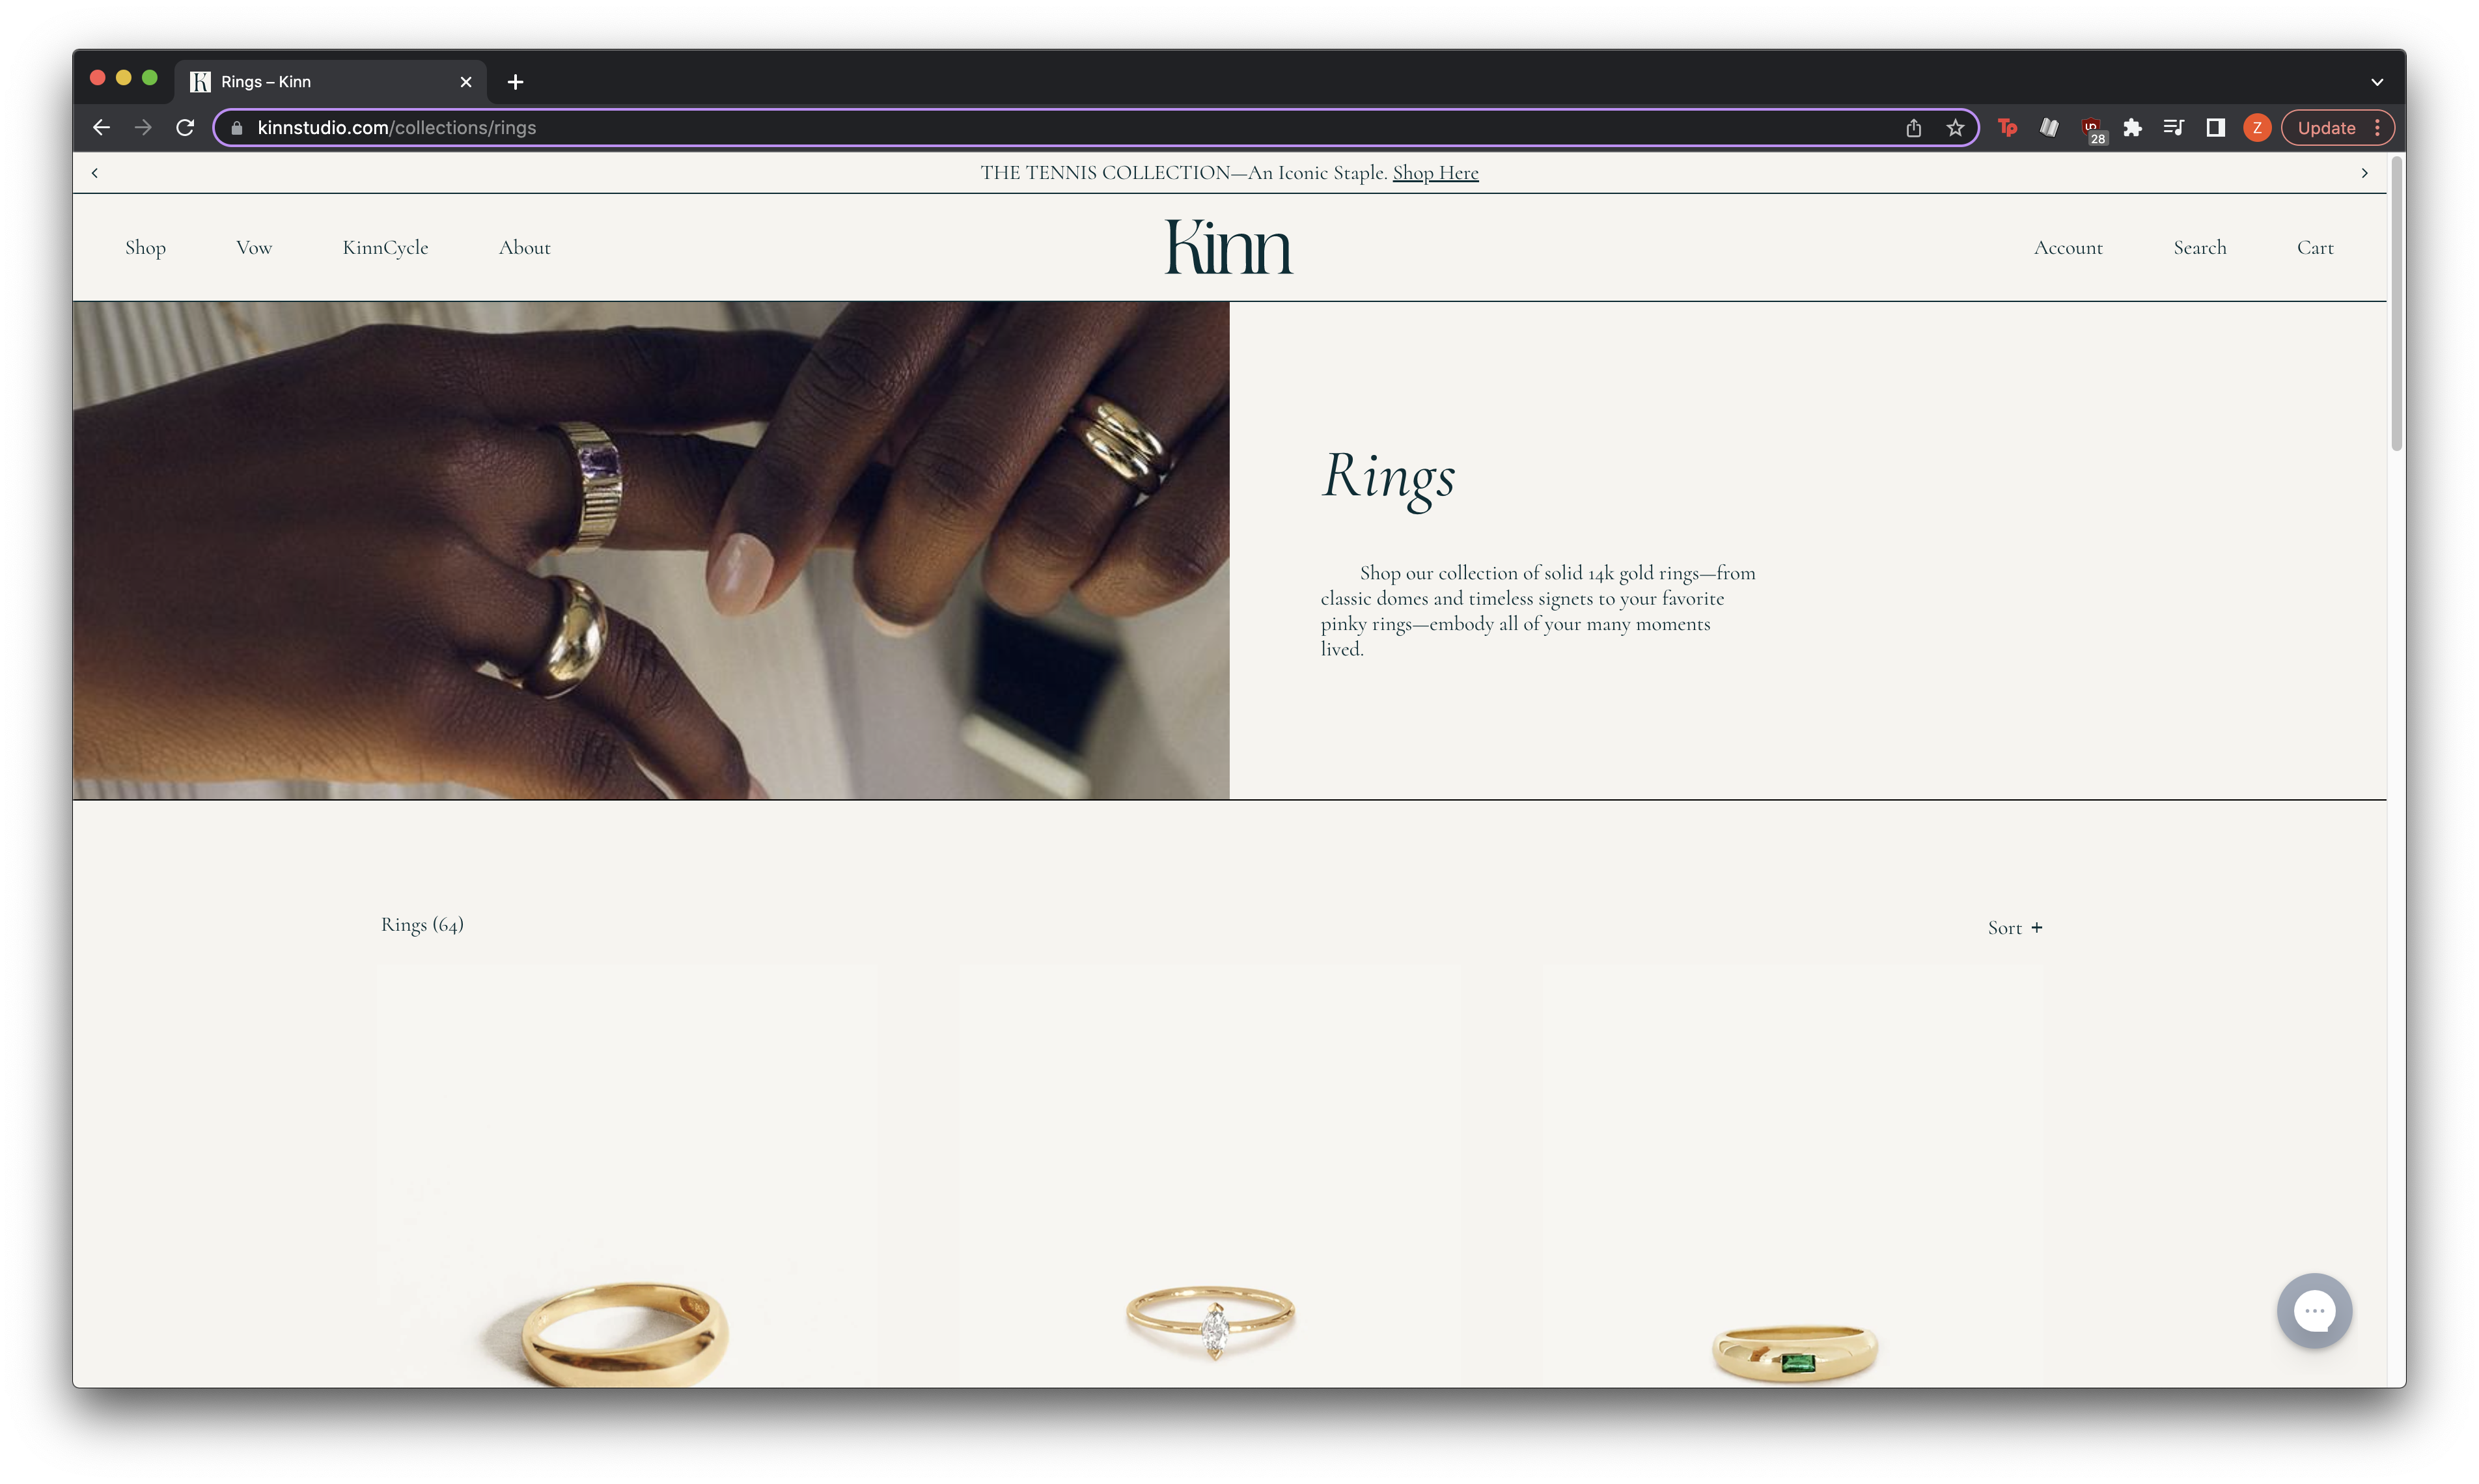 Rings – Kinn
kinnstudio.com/collections/rings
Tp
28
Z
Update
THE TENNIS COLLECTION—An Iconic Staple. Shop Here
Shop
Vow
KinnCycle
About
Kinn
Account
Search
Cart
Rings
Shop our collection of solid 14k gold rings—from
classic domes and timeless signets to your favorite
pinky rings—embody all of your many moments
lived.
Rings (64)
Sort +